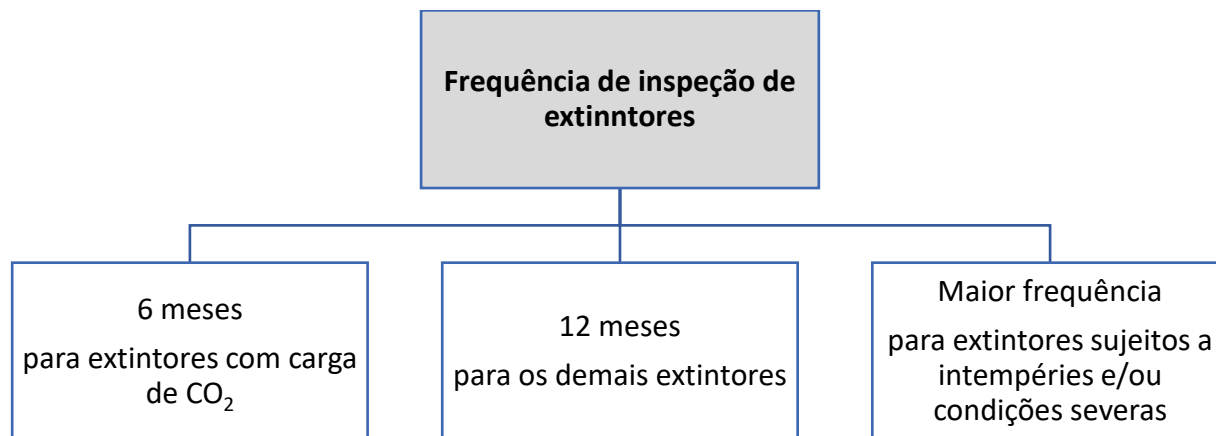 Frequência de inspeção de
extinntores
6 meses
para extintores com carga
de CO₂
12 meses
para os demais extintores
Maior frequência
para extintores sujeitos a
intempéries e/ou
condições severas